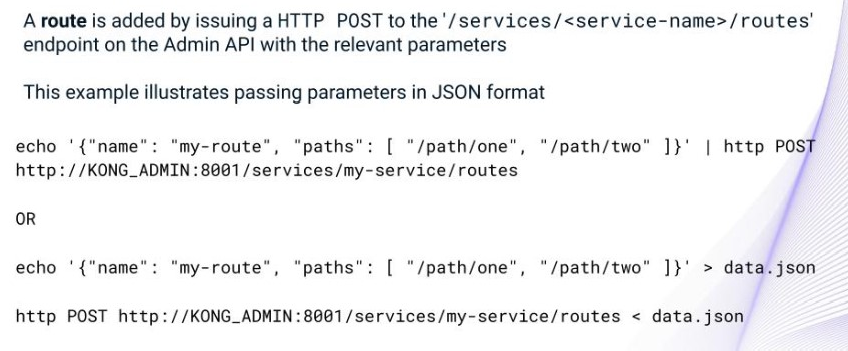 A route is added by issuing a HTTP POST to the '/services/<service-name>/routes'
endpoint on the Admin API with the relevant parameters
This example illustrates passing parameters in JSON format
echo '{"name": "my-route", "paths": [ "/path/one", "/path/two" ]}' | http POST
http://KONG_ADMIN:8001/services/my-service/routes
OR
echo '{"name": "my-route", "paths": [ "/path/one", "/path/two" ]}' > data.json
http POST http://KONG_ADMIN:8001/services/my-service/routes < data.json